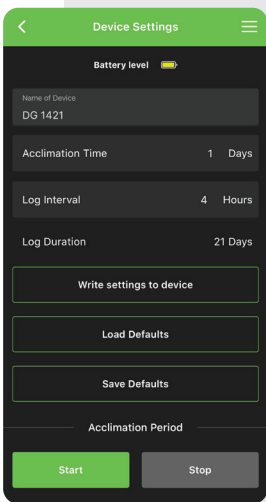 Device Settings
Battery level
Name of Device
DG 1421
Acclimation Time 1 Days
Log Interval 4 Hours
Log Duration 21 Days
Write settings to device
Load Defaults
Save Defaults
Acclimation Period
Start Stop